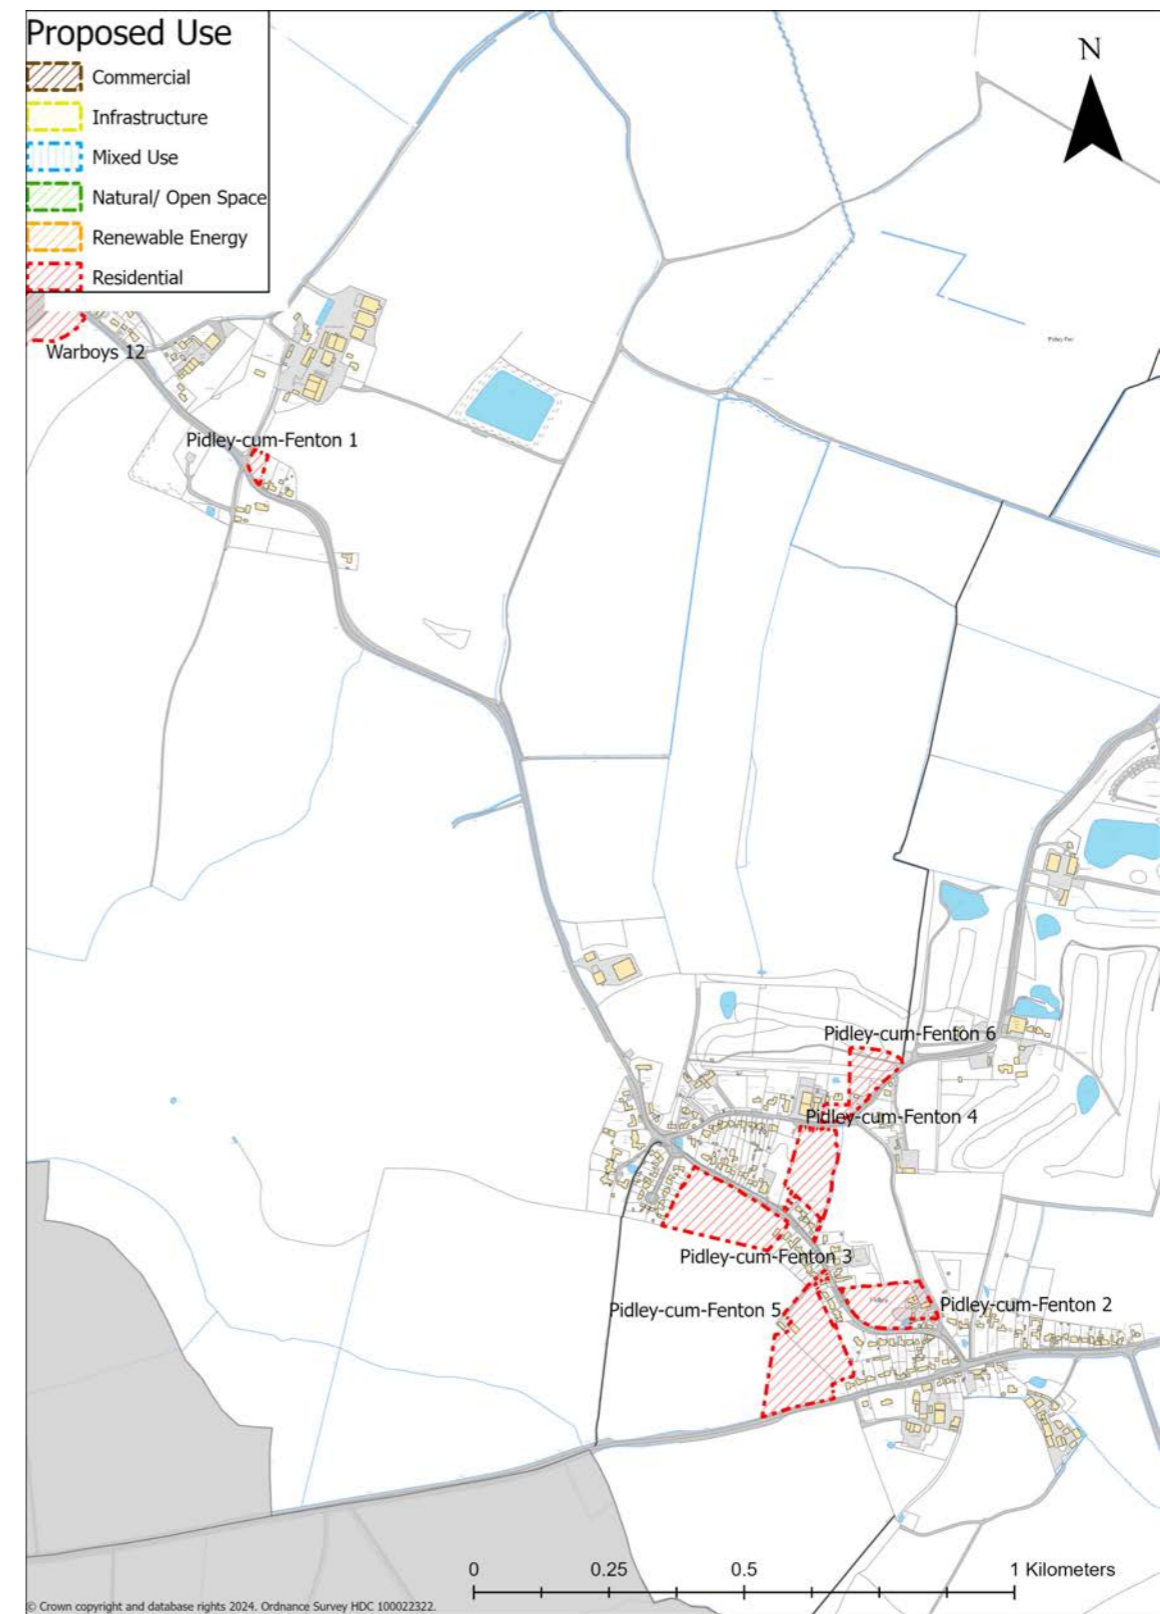 Proposed Use
Commercial
Infrastructure
Mixed Use
Natural/ Open Space
Renewable Energy
Residential
N
Warboys 12
Pidley-cum-Fenton 1
Pidley-cum-Fenton 6
Pidley-cum-Fenton 4
Pidley-cum-Fenton 3
Pidley-cum-Fenton 5
Pidley-cum-Fenton 2
0 0.25 0.5 1 Kilometers
© Crown copyright and database rights 2024. Ordnance Survey HDC 100022322.